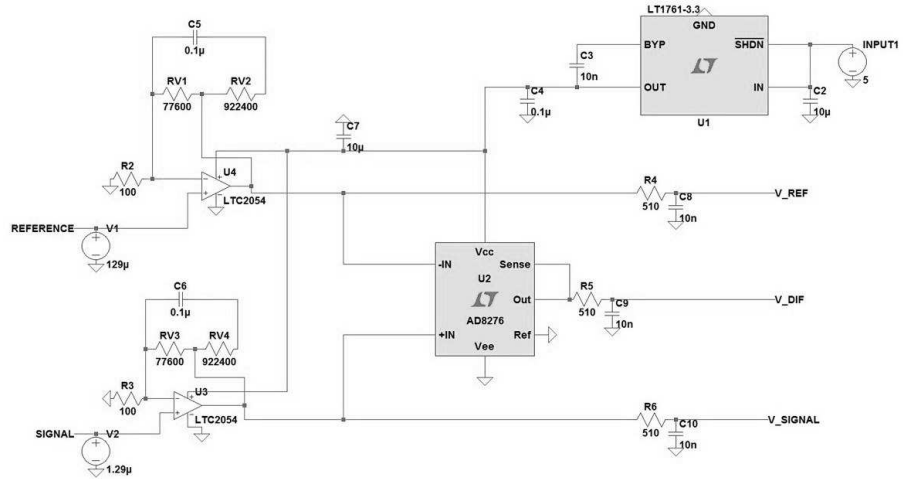 LT1761-3.3
GND
BYP
SHDN
OUT
IN
U1
INPUT1
5
C2
10µ
C3
10n
C4
0.1µ
C5
0.1µ
RV1
77600
RV2
922400
C7
10µ
U4
LTC2054
R2
100
REFERENCE
V1
129µ
R4
510
C8
10n
V_REF
Vcc
-IN
Sense
U2
Out
AD8276
+IN
Ref
Vee
R5
510
C9
10n
V_DIF
C6
0.1µ
RV3
77600
RV4
922400
U3
LTC2054
R3
100
SIGNAL
V2
1.29µ
R6
510
C10
10n
V_SIGNAL